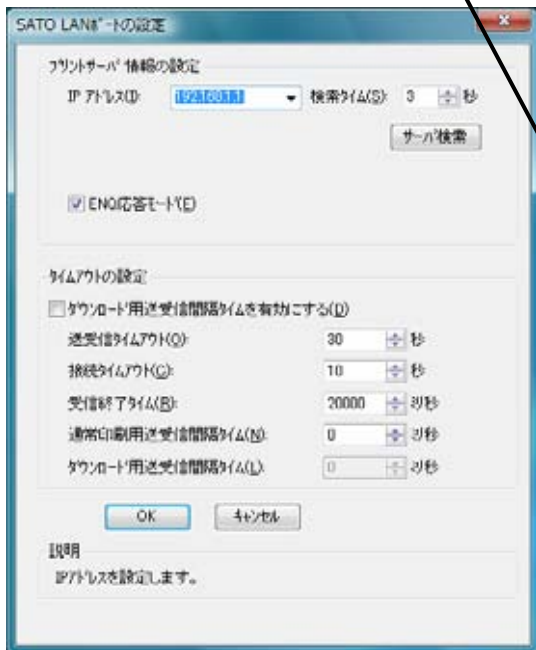 SATO LANポートの設定
プリントサーバ情報の設定
IP アドレス(I): 192.168.1.1 検索タイム(S): 3 秒
サーバ検索
ENQ応答モード(E)
タイムアウトの設定
ダウンロード用送受信間隔タイムを有効にする(D)
送受信タイムアウト(O): 30 秒
接続タイムアウト(C): 10 秒
受信終了タイム(R): 20000 ミリ秒
通常印刷用送受信間隔タイム(N): 0 ミリ秒
ダウンロード用送受信間隔タイム(L): 0 ミリ秒
OK キャンセル
説明
IPアドレスを設定します。